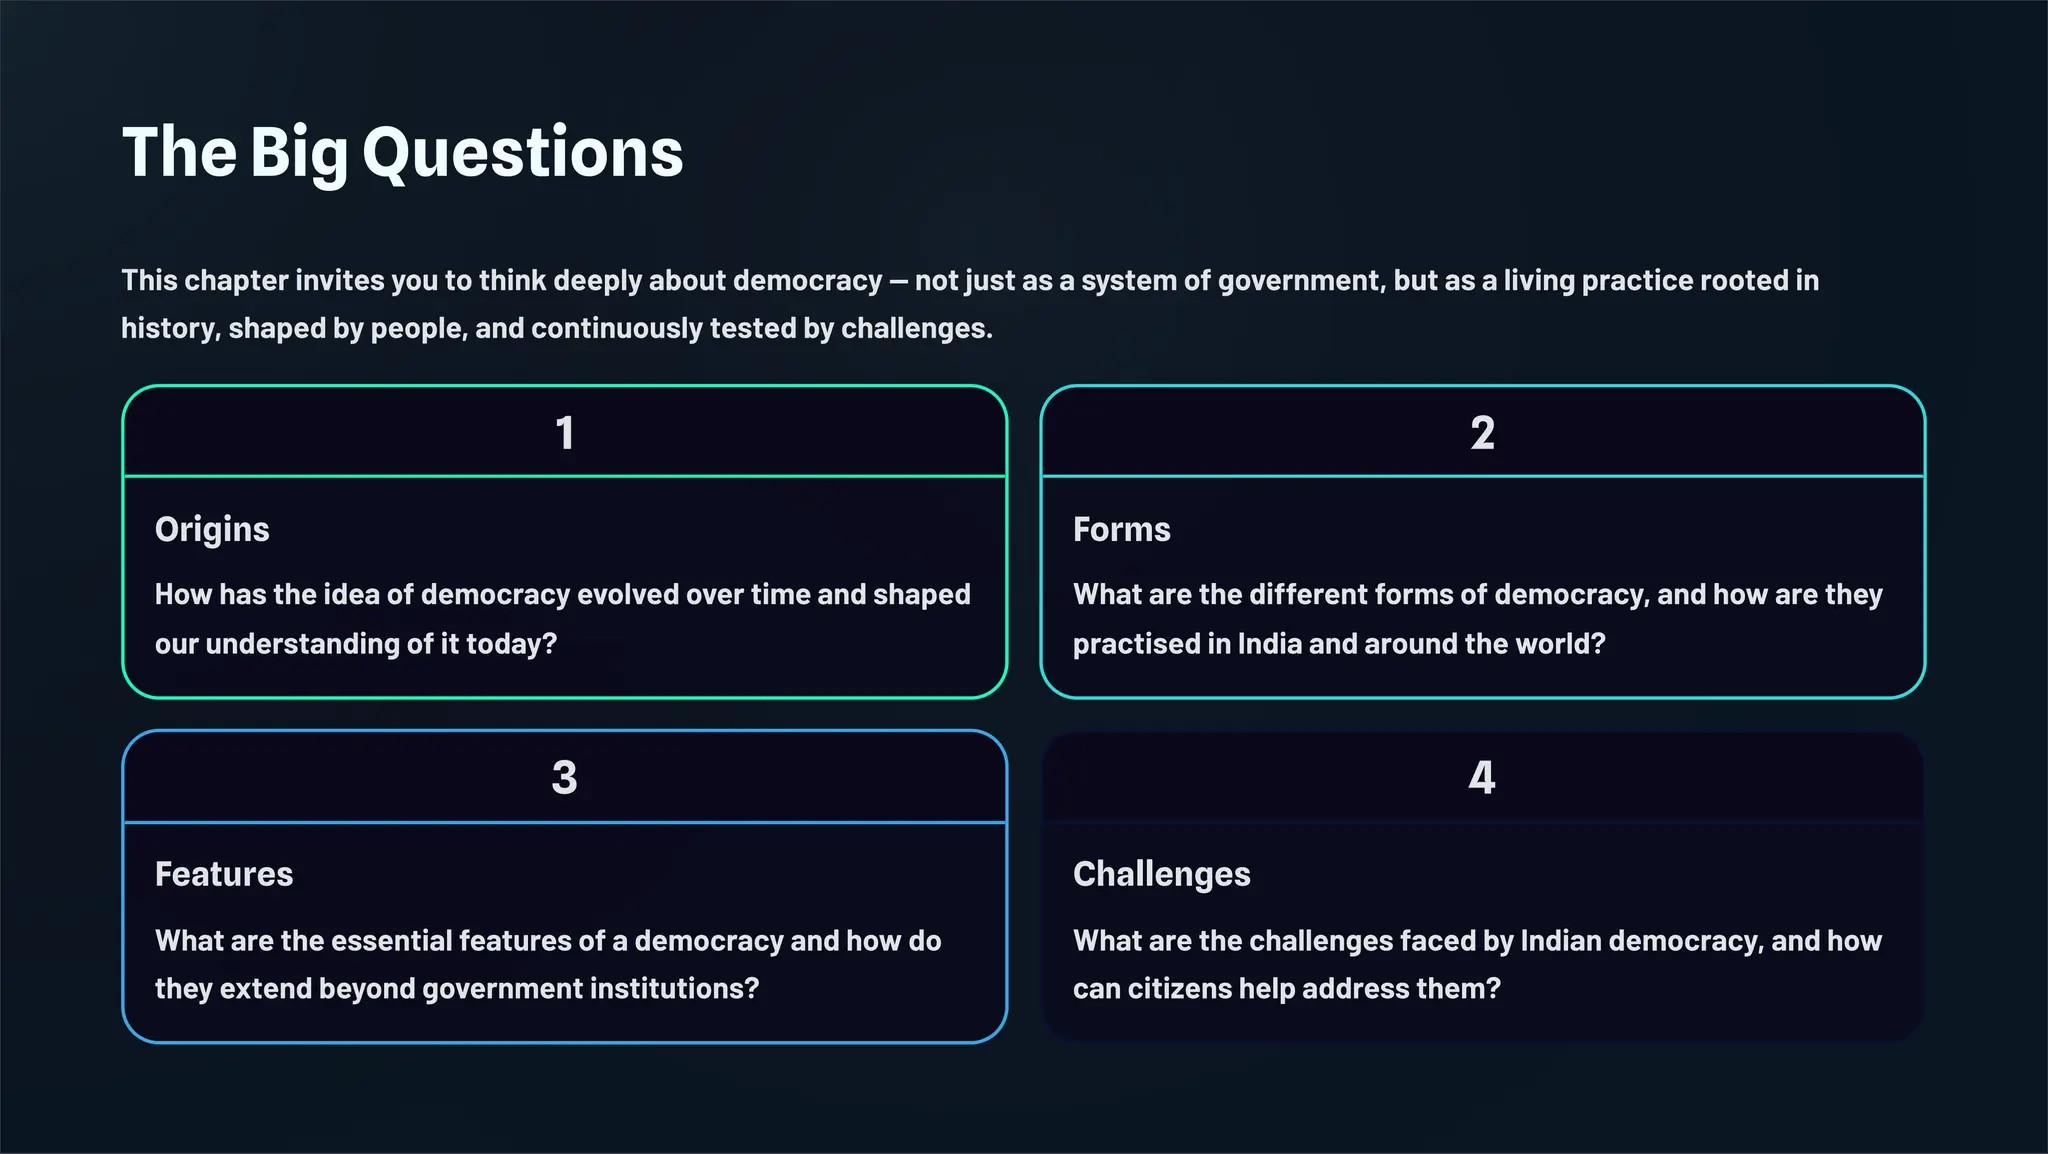 The Big Questions
This chapter invites you to think deeply about democracy — not just as a system of government, but as a living practice rooted in
history, shaped by people, and continuously tested by challenges.
1
Origins
How has the idea of democracy evolved over time and shaped
our understanding of it today?
2
Forms
What are the different forms of democracy, and how are they
practised in India and around the world?
3
Features
What are the essential features of a democracy and how do
they extend beyond government institutions?
4
Challenges
What are the challenges faced by Indian democracy, and how
can citizens help address them?